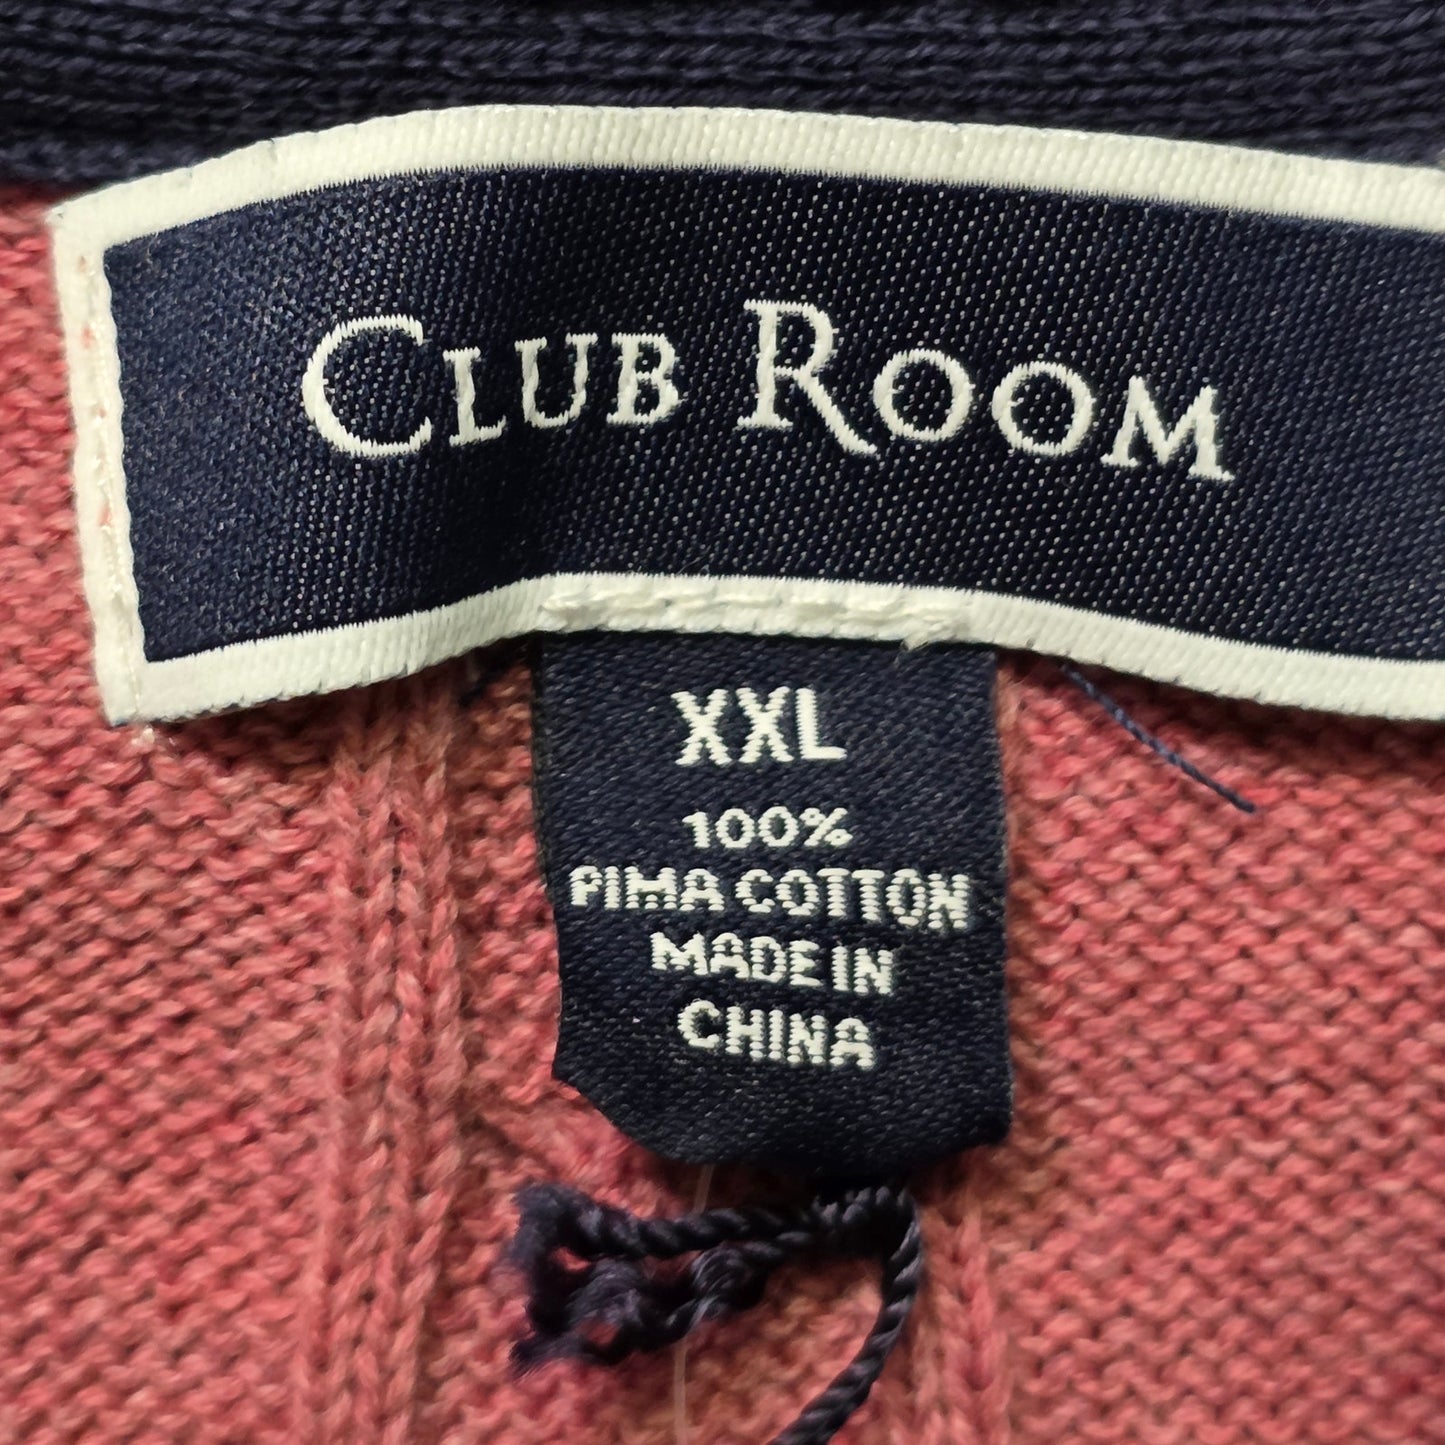 CLUB ROOM
XXL
100%
PIMA COTTON
MADE IN
CHINA